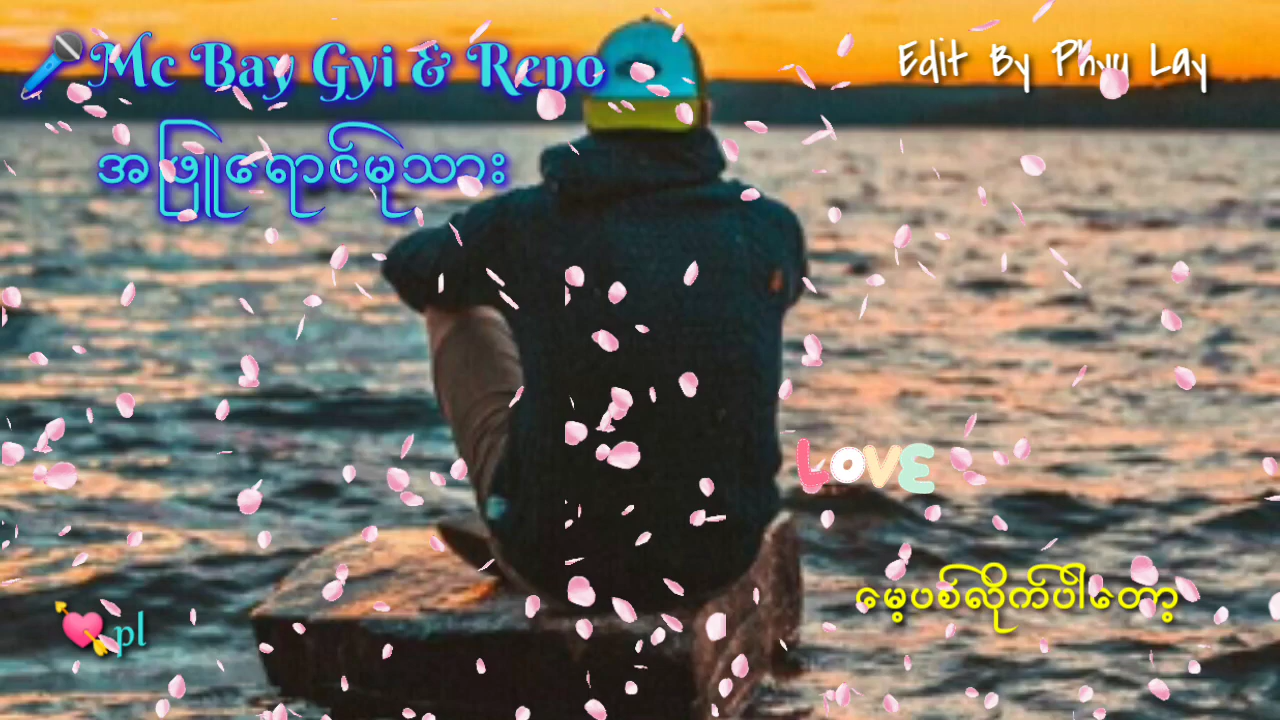 🎤Mc Bay Gyi & Reno
Edit By Phyu Lay
အဖြူရောင်မုသား
LOVE
မေ့ပစ်လိုက်ပါတော့
💘pl